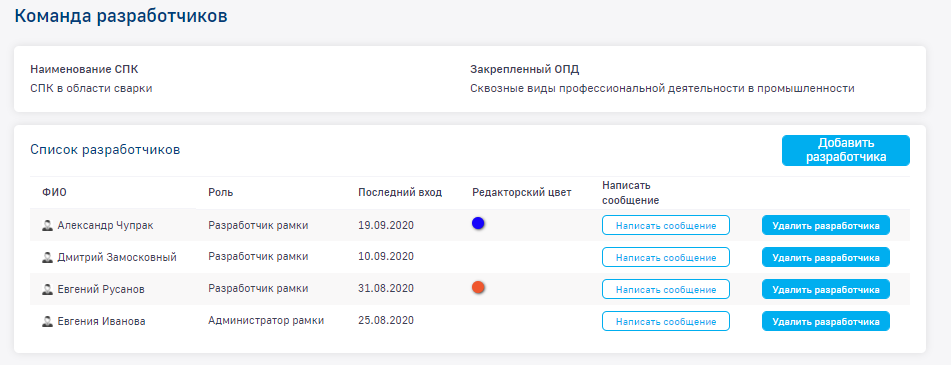 Команда разработчиков
Наименование СПК
Закрепленный ОПД
СПК в области сварки
Сквозные виды профессиональной деятельности в промышленности
Список разработчиков
Добавить
разработчика
ФИО
Роль
Последний вход
Редакторский цвет
Написать
сообщение
Александр Чупрак
Разработчик рамки
19.09.2020
Написать сообщение
Удалить разработчика
Дмитрий Замосковный
Разработчик рамки
10.09.2020
Написать сообщение
Удалить разработчика
Евгений Русанов
Разработчик рамки
31.08.2020
Написать сообщение
Удалить разработчика
Евгения Иванова
Администратор рамки
25.08.2020
Написать сообщение
Удалить разработчика